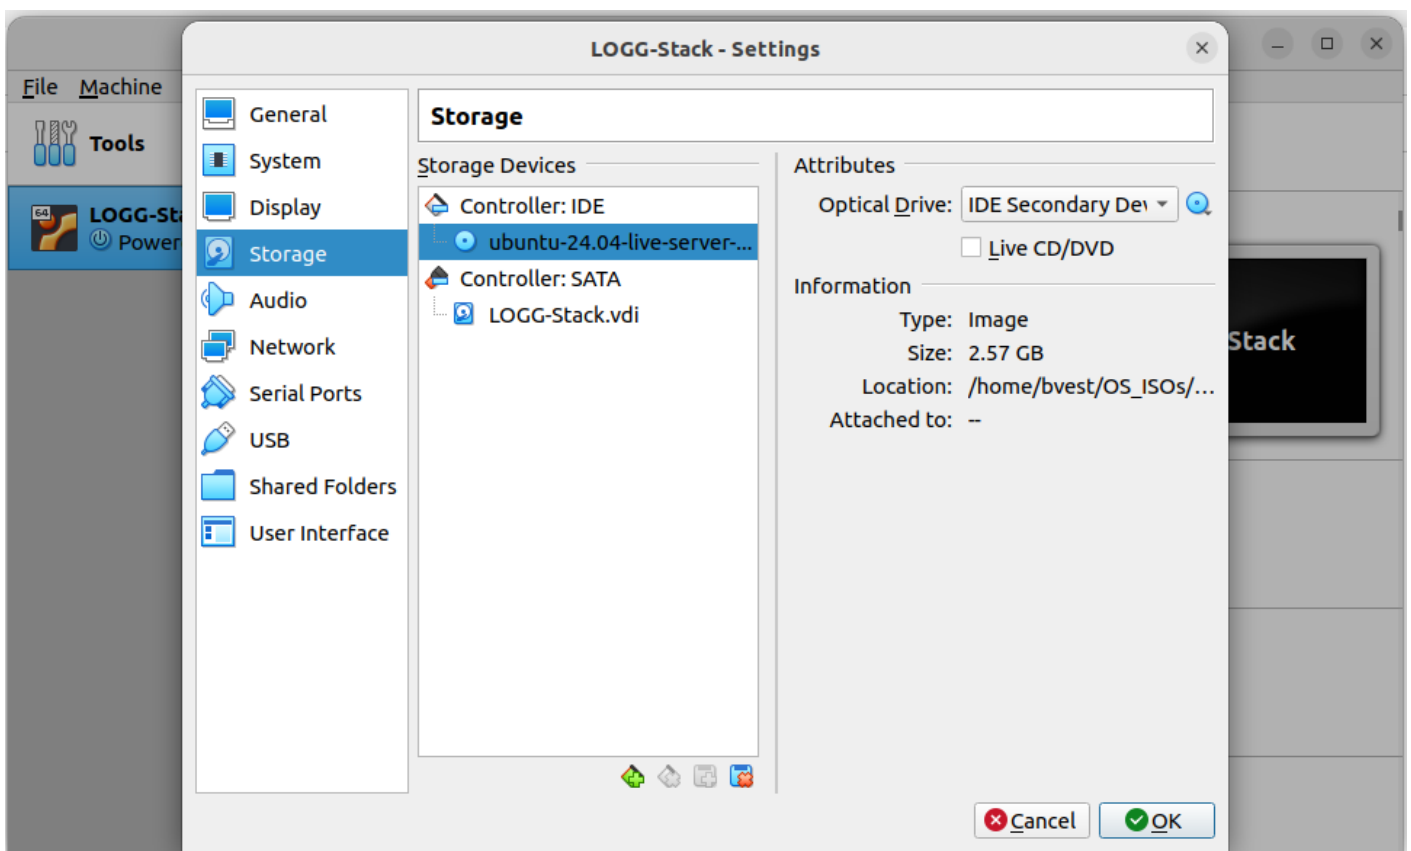 LOGG-Stack - Settings
File Machine
Tools
64
LOGG-Sta
Power
General
System
Display
Storage
Audio
Network
Serial Ports
USB
Shared Folders
User Interface
Storage
Storage Devices
Controller: IDE
ubuntu-24.04-live-server-...
Controller: SATA
LOGG-Stack.vdi
Attributes
Optical Drive: IDE Secondary Dev
Live CD/DVD
Information
Type: Image
Size: 2.57 GB
Location: /home/bvest/OS_ISOs/...
Attached to: --
Stack
Cancel
OK